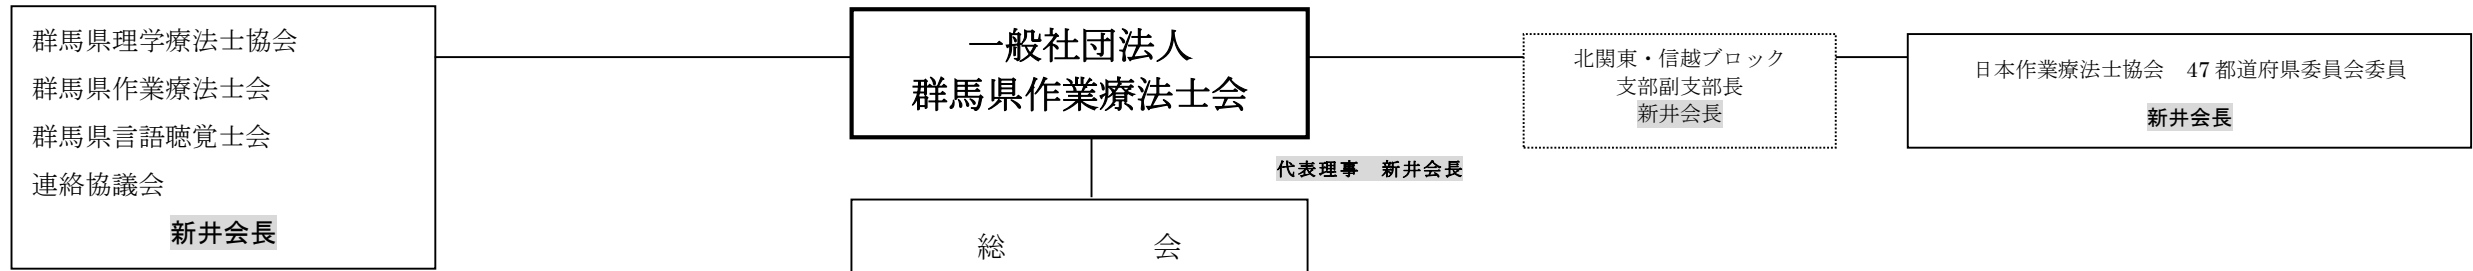 群馬県理学療法士協会
群馬県作業療法士会
群馬県言語聴覚士会
連絡協議会
新井会長
一般社団法人
群馬県作業療法士会
北関東・信越ブロック
支部副支部長
新井会長
日本作業療法士協会　47 都道府県委員会委員
新井会長
代表理事　新井会長
総　　　会